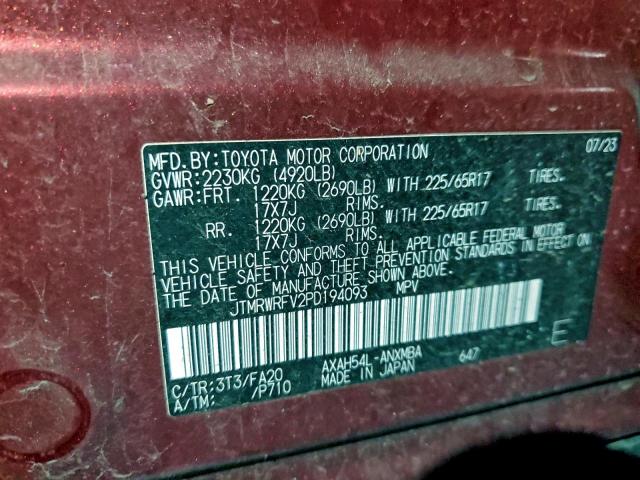 MFD. BY: TOYOTA MOTOR CORPORATION 07/23
GVWR: 2230KG (4920LB)
GAWR: FRT. 1220KG (2690LB) WITH 225/65R17 TIRES.
17X7J RIMS.
RR. 1220KG (2690LB) WITH 225/65R17 TIRES.
17X7J RIMS.
THIS VEHICLE CONFORMS TO ALL APPLICABLE FEDERAL MOTOR
VEHICLE SAFETY AND THEFT PREVENTION STANDARDS IN EFFECT ON
THE DATE OF MANUFACTURE SHOWN ABOVE.
JTMRWRFV2PD194093 MPV
E
C/TR: 3T3/FA20 AXAH54L-ANXMBA 647
A/TM: /P710 MADE IN JAPAN